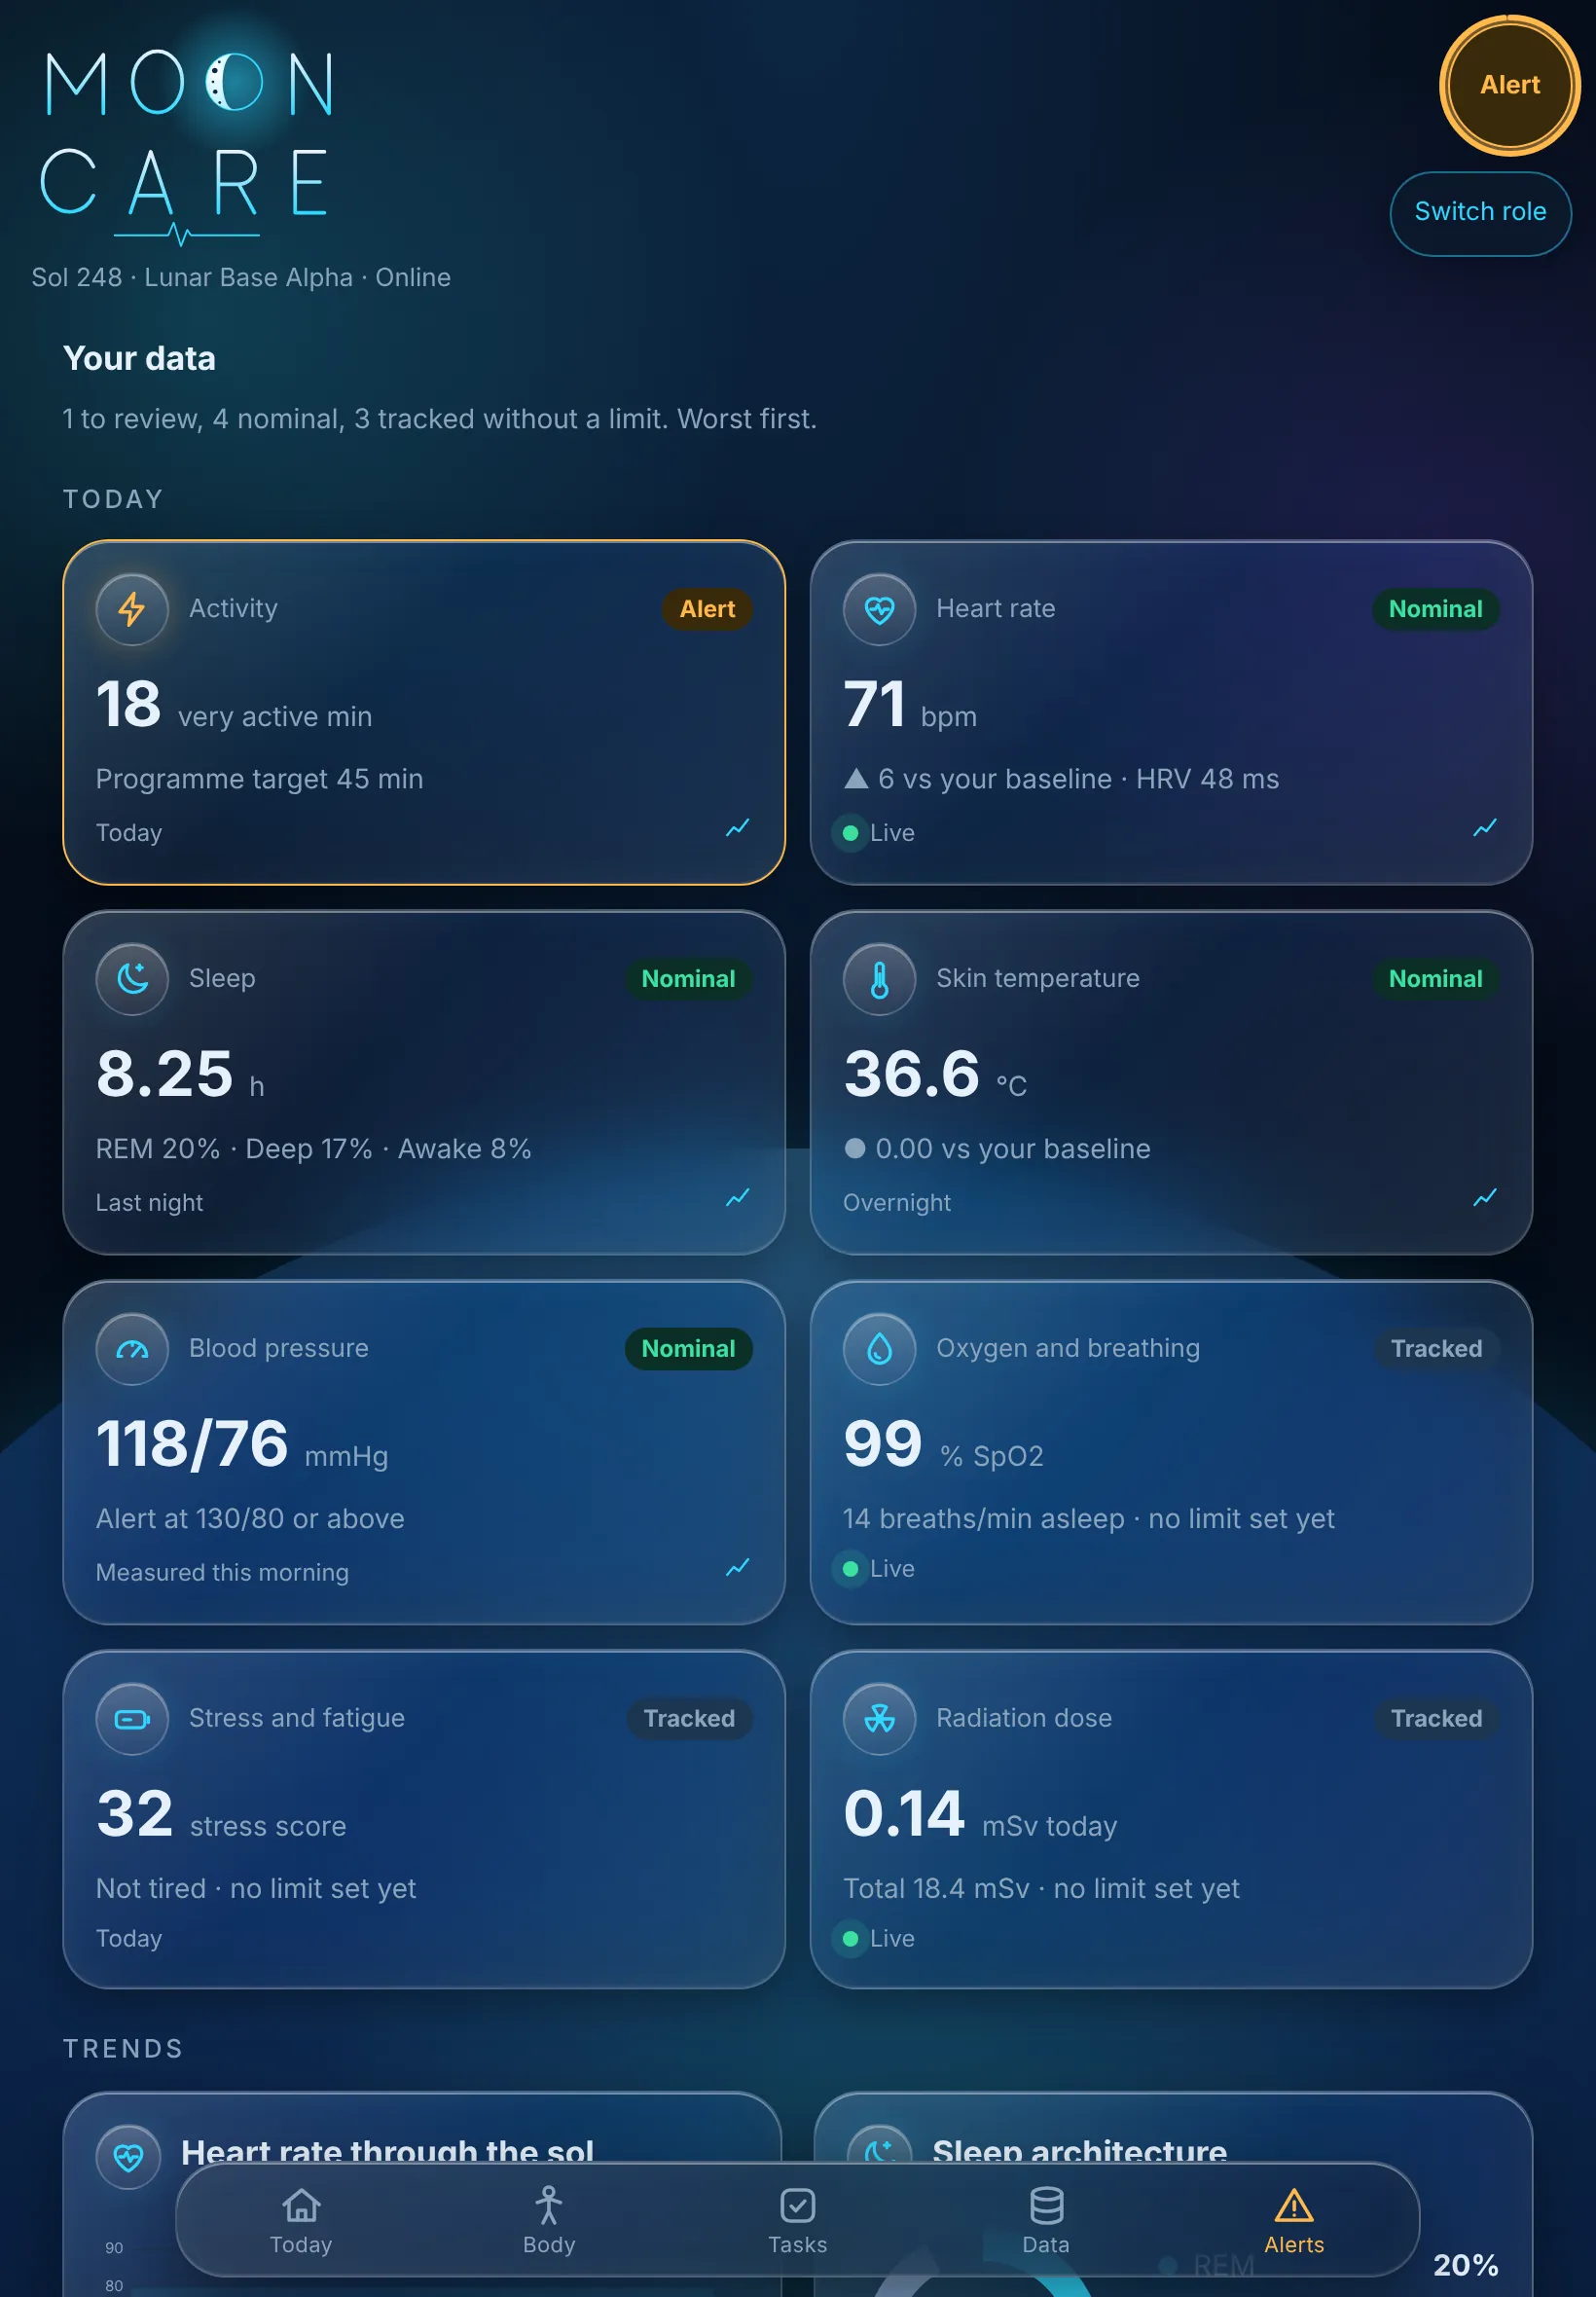 MOON
CARE
Sol 248 · Lunar Base Alpha · Online
Alert
Switch role
Your data
1 to review, 4 nominal, 3 tracked without a limit. Worst first.
TODAY
Activity
Alert
18 very active min
Programme target 45 min
Today
Heart rate
Nominal
71 bpm
▲ 6 vs your baseline · HRV 48 ms
Live
Sleep
Nominal
8.25 h
REM 20% · Deep 17% · Awake 8%
Last night
Skin temperature
Nominal
36.6 °C
● 0.00 vs your baseline
Overnight
Blood pressure
Nominal
118/76 mmHg
Alert at 130/80 or above
Measured this morning
Oxygen and breathing
Tracked
99 % SpO2
14 breaths/min asleep · no limit set yet
Live
Stress and fatigue
Tracked
32 stress score
Not tired · no limit set yet
Today
Radiation dose
Tracked
0.14 mSv today
Total 18.4 mSv · no limit set yet
Live
TRENDS
Heart rate through the sol
90
80
Sleep architecture
REM
20%
Today
Body
Tasks
Data
Alerts